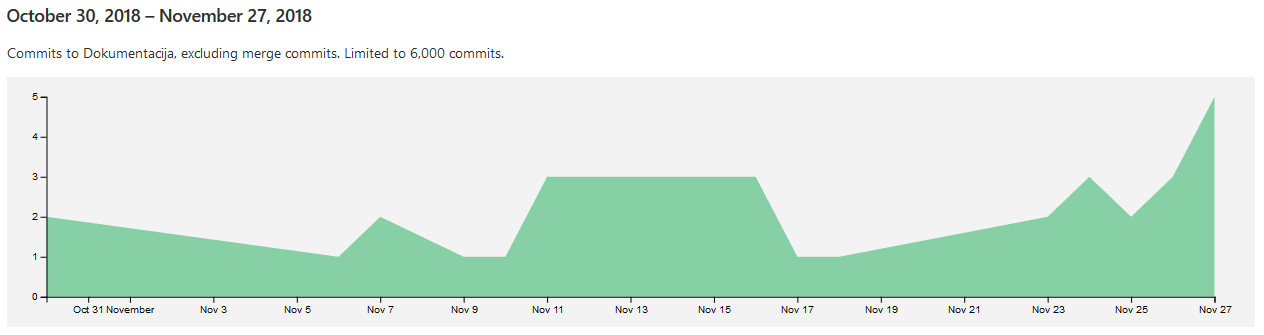 October 30, 2018 – November 27, 2018
Commits to Dokumentacija, excluding merge commits. Limited to 6,000 commits.
5
4
3
2
1
0
Oct 31 November Nov 3 Nov 5 Nov 7 Nov 9 Nov 11 Nov 13 Nov 15 Nov 17 Nov 19 Nov 21 Nov 23 Nov 25 Nov 27